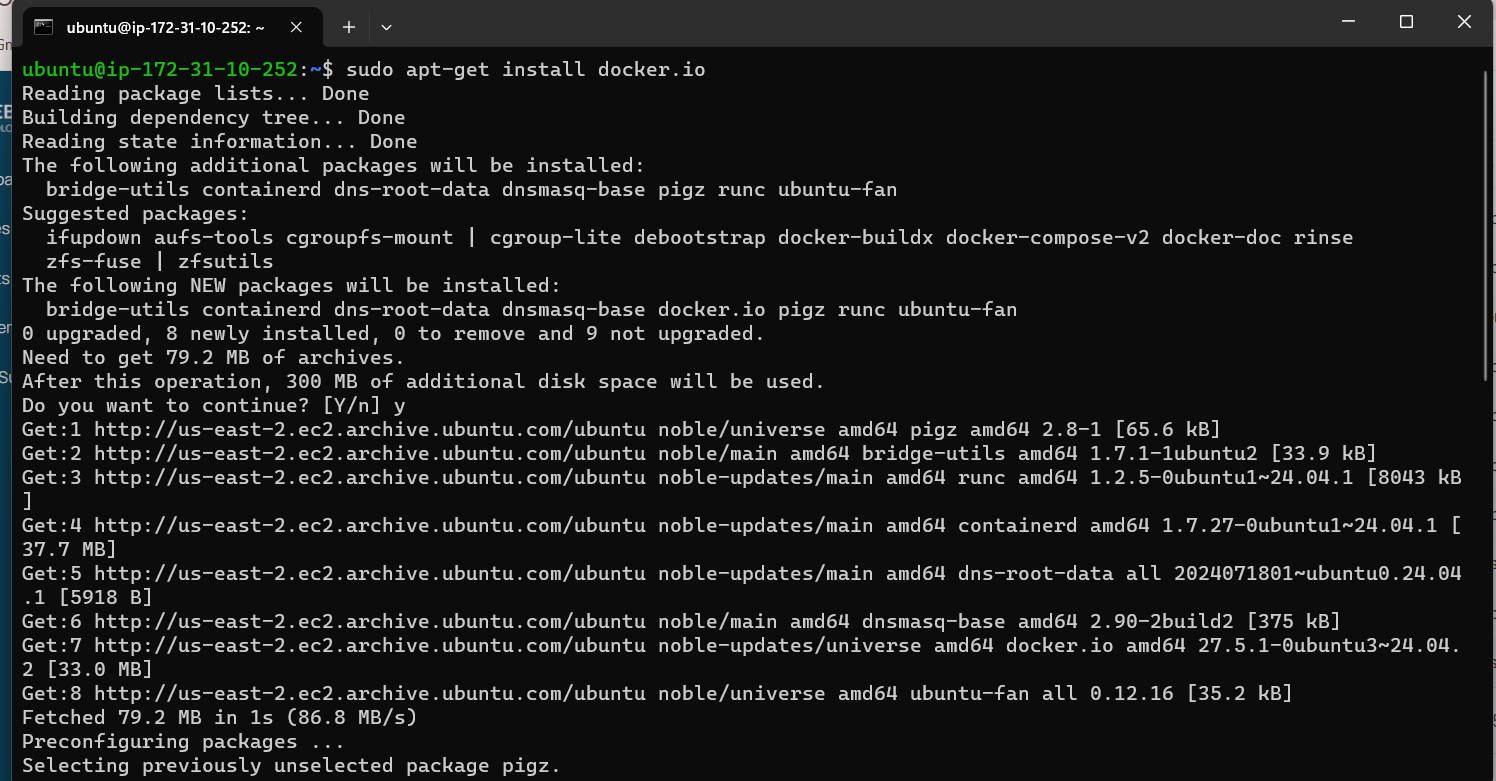 ubuntu@ip-172-31-10-252: ~
ubuntu@ip-172-31-10-252:~$ sudo apt-get install docker.io
Reading package lists... Done
Building dependency tree... Done
Reading state information... Done
The following additional packages will be installed:
  bridge-utils containerd dns-root-data dnsmasq-base pigz runc ubuntu-fan
Suggested packages:
  ifupdown aufs-tools cgroupfs-mount | cgroup-lite debootstrap docker-buildx docker-compose-v2 docker-doc rinse
  zfs-fuse | zfsutils
The following NEW packages will be installed:
  bridge-utils containerd dns-root-data dnsmasq-base docker.io pigz runc ubuntu-fan
0 upgraded, 8 newly installed, 0 to remove and 9 not upgraded.
Need to get 79.2 MB of archives.
After this operation, 300 MB of additional disk space will be used.
Do you want to continue? [Y/n] y
Get:1 http://us-east-2.ec2.archive.ubuntu.com/ubuntu noble/universe amd64 pigz amd64 2.8-1 [65.6 kB]
Get:2 http://us-east-2.ec2.archive.ubuntu.com/ubuntu noble/main amd64 bridge-utils amd64 1.7.1-1ubuntu2 [33.9 kB]
Get:3 http://us-east-2.ec2.archive.ubuntu.com/ubuntu noble-updates/main amd64 runc amd64 1.2.5-0ubuntu1~24.04.1 [8043 kB
]
Get:4 http://us-east-2.ec2.archive.ubuntu.com/ubuntu noble-updates/main amd64 containerd amd64 1.7.27-0ubuntu1~24.04.1 [
37.7 MB]
Get:5 http://us-east-2.ec2.archive.ubuntu.com/ubuntu noble-updates/main amd64 dns-root-data all 2024071801~ubuntu0.24.04
.1 [5918 B]
Get:6 http://us-east-2.ec2.archive.ubuntu.com/ubuntu noble/main amd64 dnsmasq-base amd64 2.90-2build2 [375 kB]
Get:7 http://us-east-2.ec2.archive.ubuntu.com/ubuntu noble-updates/universe amd64 docker.io amd64 27.5.1-0ubuntu3~24.04.
2 [33.0 MB]
Get:8 http://us-east-2.ec2.archive.ubuntu.com/ubuntu noble/universe amd64 ubuntu-fan all 0.12.16 [35.2 kB]
Fetched 79.2 MB in 1s (86.8 MB/s)
Preconfiguring packages ...
Selecting previously unselected package pigz.